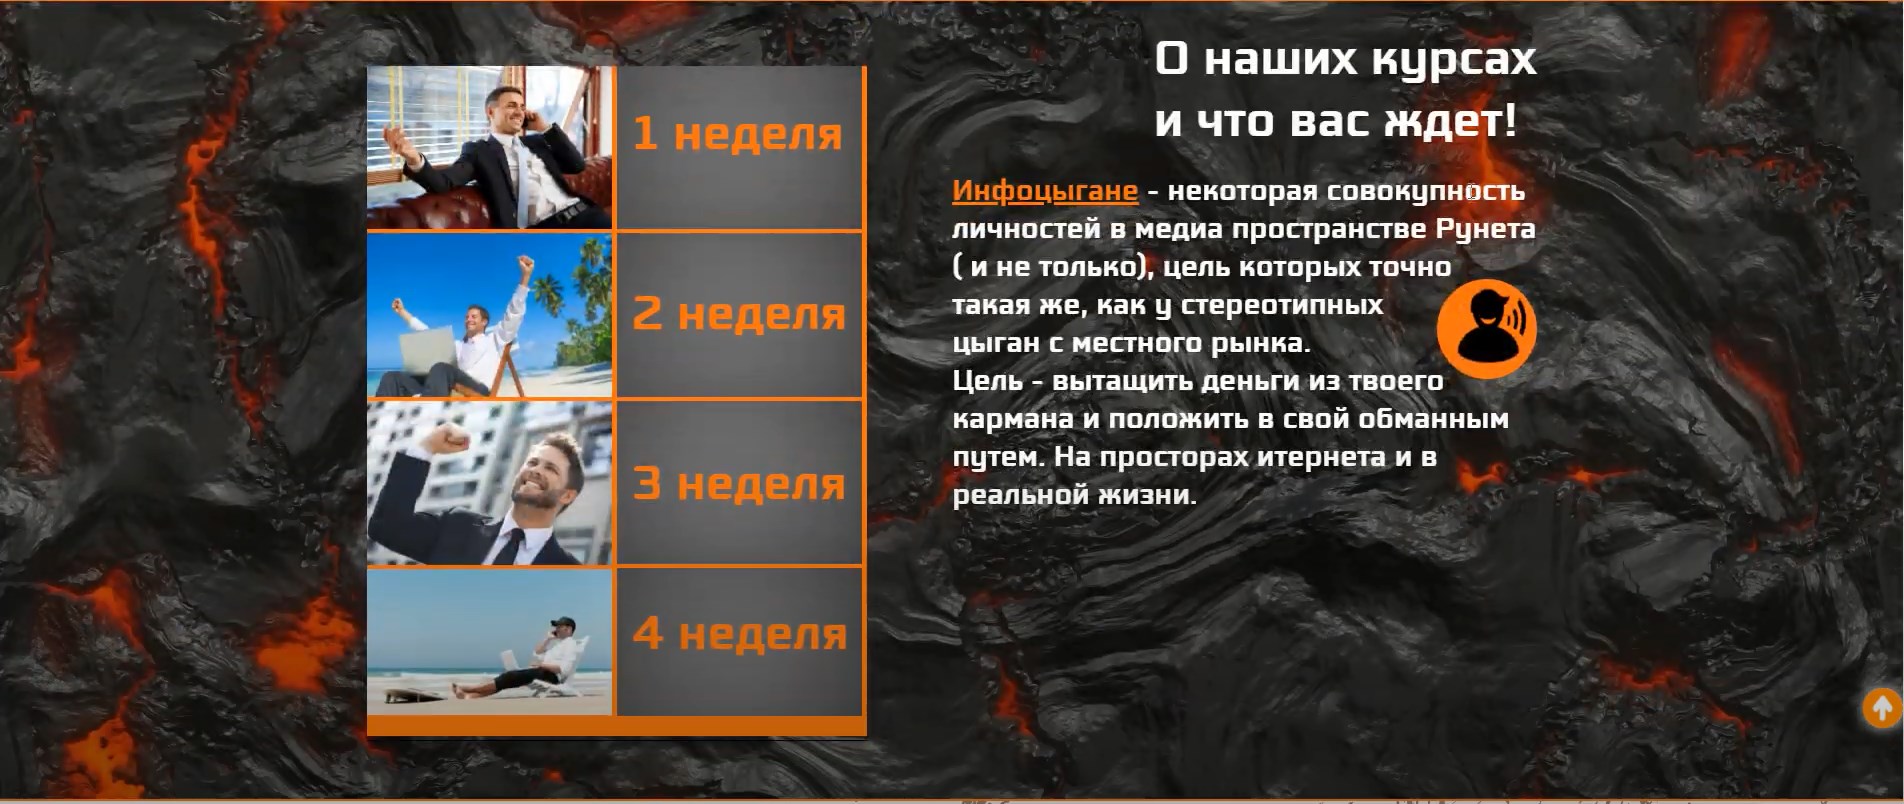 1 неделя
2 неделя
3 неделя
4 неделя
О наших курсах
и что вас ждет!
Инфоцыгане - некоторая совокупность
личностей в медиа пространстве Рунета
( и не только), цель которых точно
такая же, как у стереотипных
цыган с местного рынка.
Цель - вытащить деньги из твоего
кармана и положить в свой обманным
путем. На просторах итернета и в
реальной жизни.